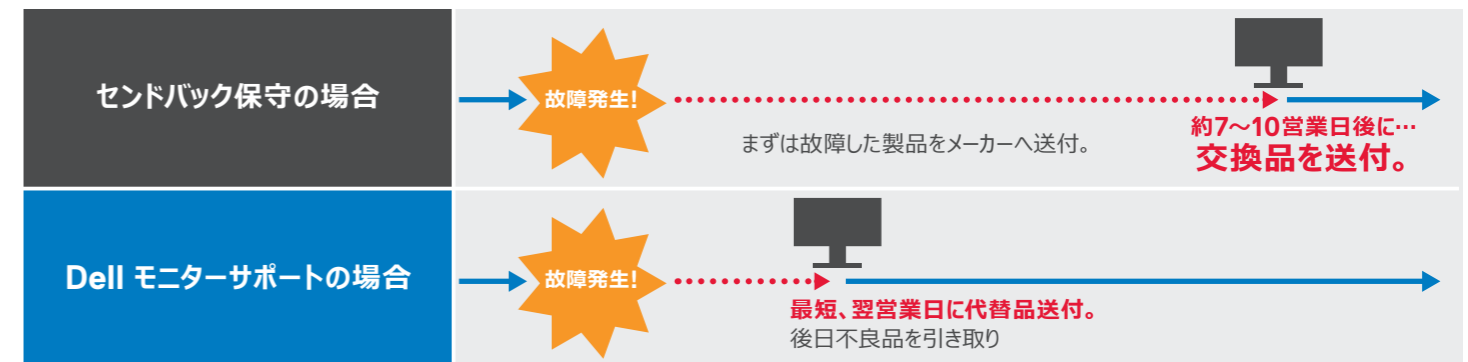 センドバック保守の場合
故障発生!
まずは故障した製品をメーカーへ送付。
約7～10営業日後に…
交換品を送付。
Dell モニターサポートの場合
故障発生!
最短、翌営業日に代替品送付。
後日不良品を引き取り